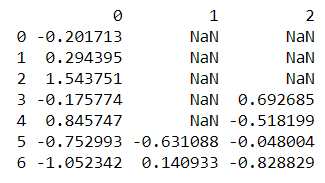 0 1 2
0 -0.201713 NaN NaN
1 0.294395 NaN NaN
2 1.543751 NaN NaN
3 -0.175774 NaN 0.692685
4 0.845747 NaN -0.518199
5 -0.752993 -0.631088 -0.048004
6 -1.052342 0.140933 -0.828829